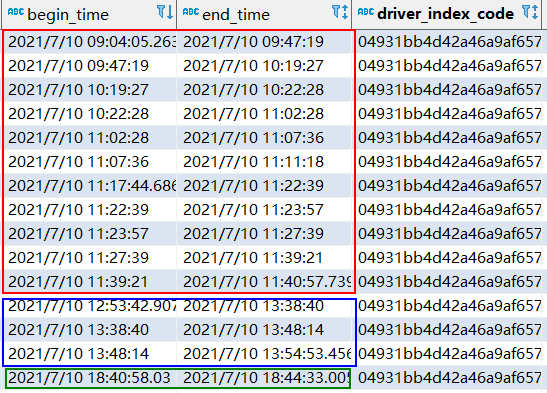 ABC begin_time ABC end_time ABC driver_index_code
2021/7/10 09:04:05.263 2021/7/10 09:47:19 04931bb4d42a46a9af657
2021/7/10 09:47:19 2021/7/10 10:19:27 04931bb4d42a46a9af657
2021/7/10 10:19:27 2021/7/10 10:22:28 04931bb4d42a46a9af657
2021/7/10 10:22:28 2021/7/10 11:02:28 04931bb4d42a46a9af657
2021/7/10 11:02:28 2021/7/10 11:07:36 04931bb4d42a46a9af657
2021/7/10 11:07:36 2021/7/10 11:11:18 04931bb4d42a46a9af657
2021/7/10 11:17:44.686 2021/7/10 11:22:39 04931bb4d42a46a9af657
2021/7/10 11:22:39 2021/7/10 11:23:57 04931bb4d42a46a9af657
2021/7/10 11:23:57 2021/7/10 11:27:39 04931bb4d42a46a9af657
2021/7/10 11:27:39 2021/7/10 11:39:21 04931bb4d42a46a9af657
2021/7/10 11:39:21 2021/7/10 11:40:57.739 04931bb4d42a46a9af657
2021/7/10 12:53:42.907 2021/7/10 13:38:40 04931bb4d42a46a9af657
2021/7/10 13:38:40 2021/7/10 13:48:14 04931bb4d42a46a9af657
2021/7/10 13:48:14 2021/7/10 13:54:53.456 04931bb4d42a46a9af657
2021/7/10 18:40:58.03 2021/7/10 18:44:33.005 04931bb4d42a46a9af657